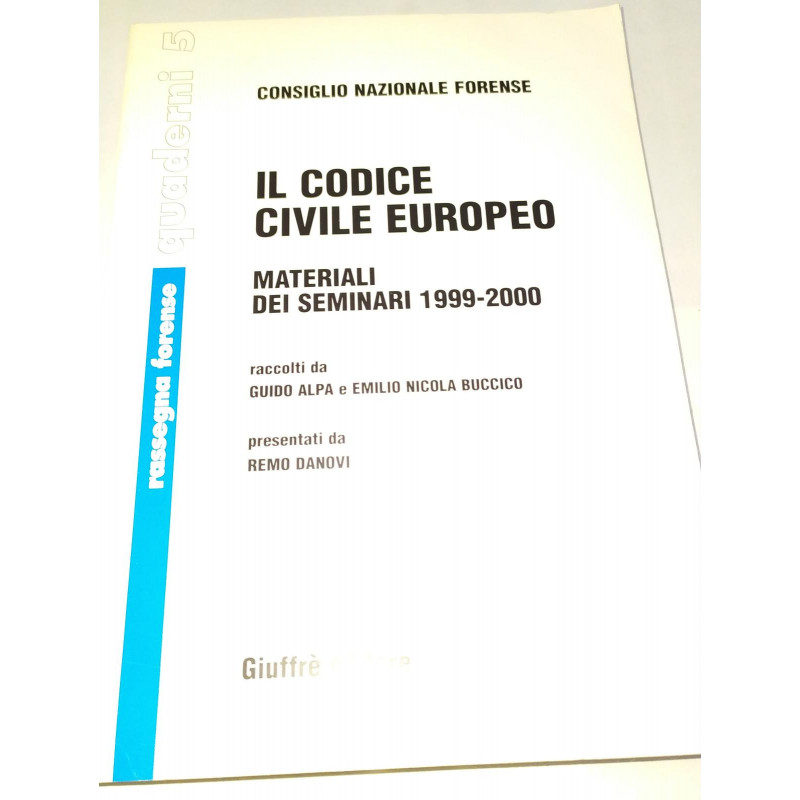 quaderni 5
rassegna forense
CONSIGLIO NAZIONALE FORENSE
IL CODICE
CIVILE EUROPEO
MATERIALI
DEI SEMINARI 1999-2000
raccolti da
GUIDO ALPA e EMILIO NICOLA BUCCICO
presentati da
REMO DANOVI
Giuffrè